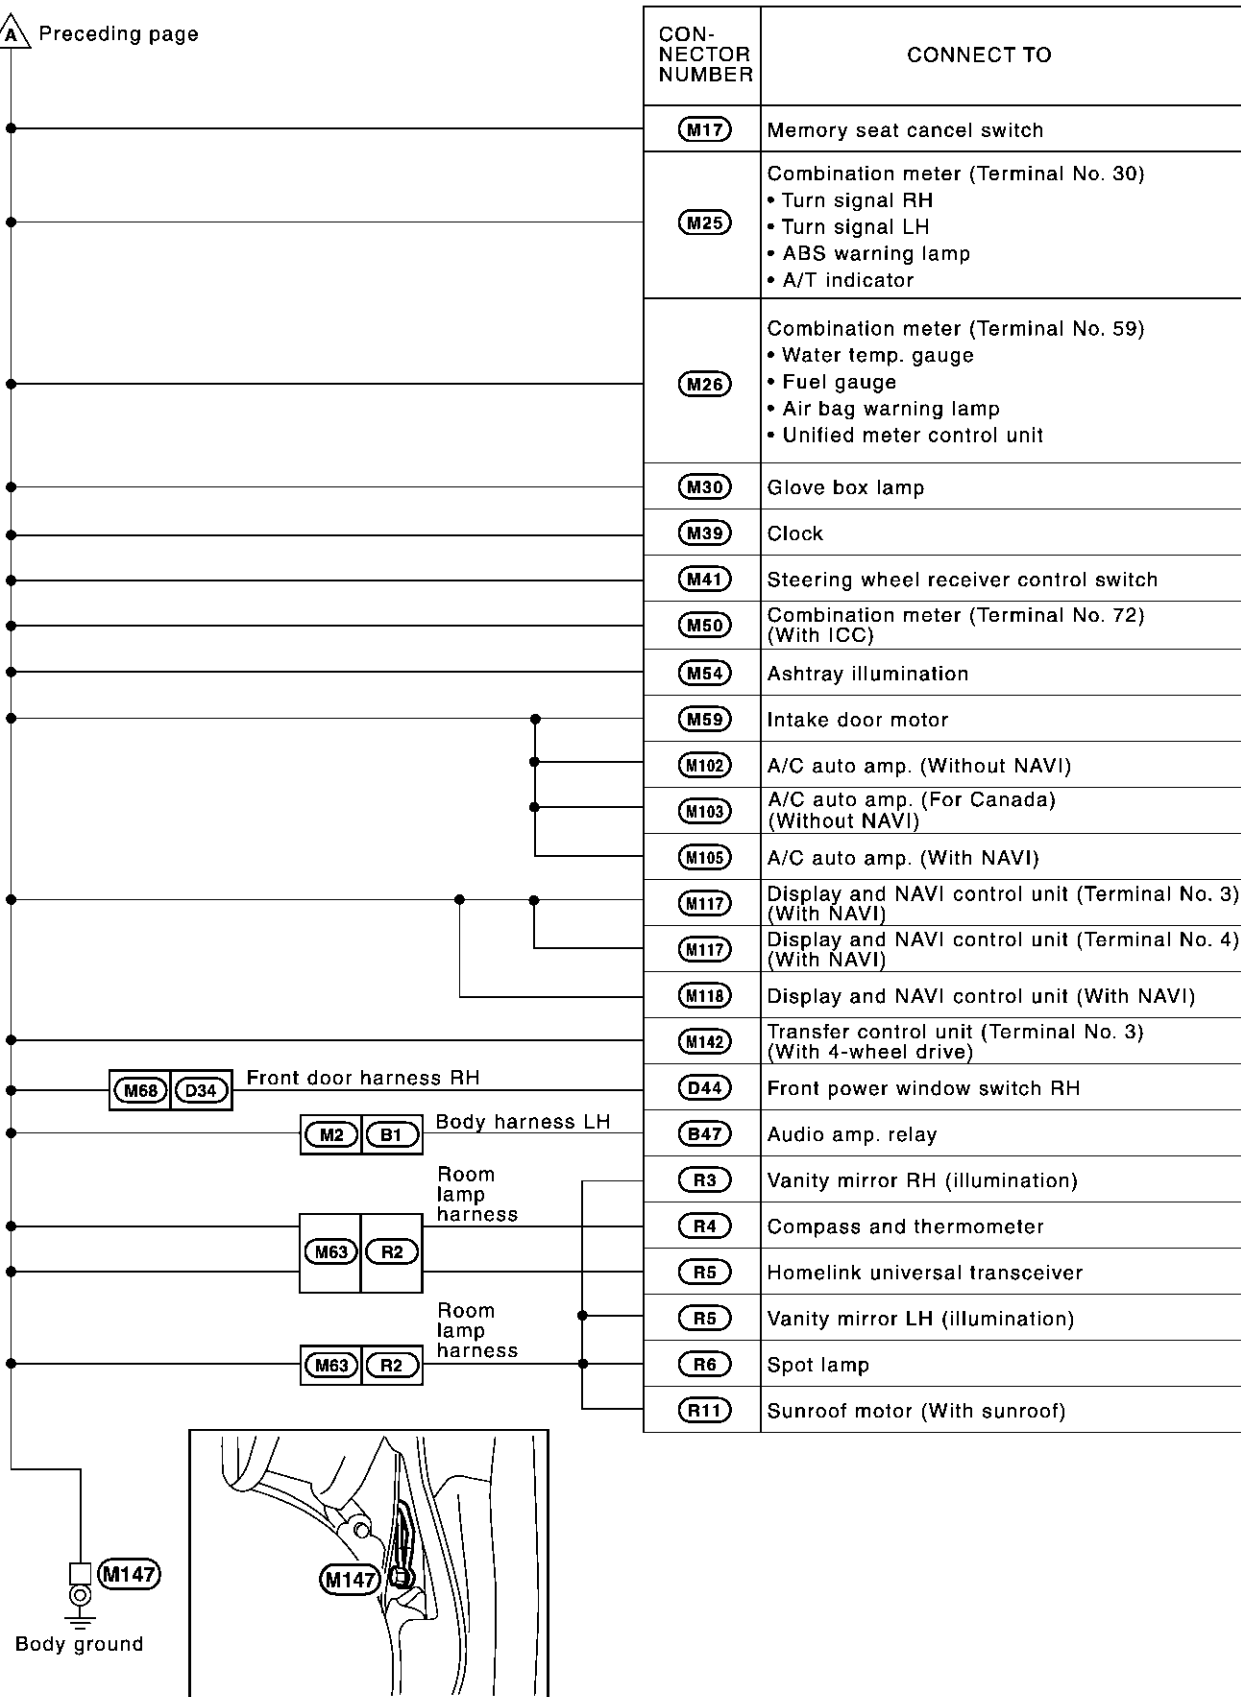 A Preceding page
CON-
NECTOR
NUMBER
CONNECT TO
M17 Memory seat cancel switch
M25
Combination meter (Terminal No. 30)
• Turn signal RH
• Turn signal LH
• ABS warning lamp
• A/T indicator
M26
Combination meter (Terminal No. 59)
• Water temp. gauge
• Fuel gauge
• Air bag warning lamp
• Unified meter control unit
M30 Glove box lamp
M39 Clock
M41 Steering wheel receiver control switch
M50 Combination meter (Terminal No. 72)
(With ICC)
M54 Ashtray illumination
M59 Intake door motor
M102 A/C auto amp. (Without NAVI)
M103 A/C auto amp. (For Canada)
(Without NAVI)
M105 A/C auto amp. (With NAVI)
M117 Display and NAVI control unit (Terminal No. 3)
(With NAVI)
M117 Display and NAVI control unit (Terminal No. 4)
(With NAVI)
M118 Display and NAVI control unit (With NAVI)
M142 Transfer control unit (Terminal No. 3)
(With 4-wheel drive)
M68 D34 Front door harness RH D44 Front power window switch RH
M2 B1 Body harness LH B47 Audio amp. relay
R3 Vanity mirror RH (illumination)
Room
lamp
harness
R4 Compass and thermometer
M63 R2
R5 Homelink universal transceiver
R5 Vanity mirror LH (illumination)
Room
lamp
harness
M63 R2 R6 Spot lamp
R11 Sunroof motor (With sunroof)
M147
M147
Body ground